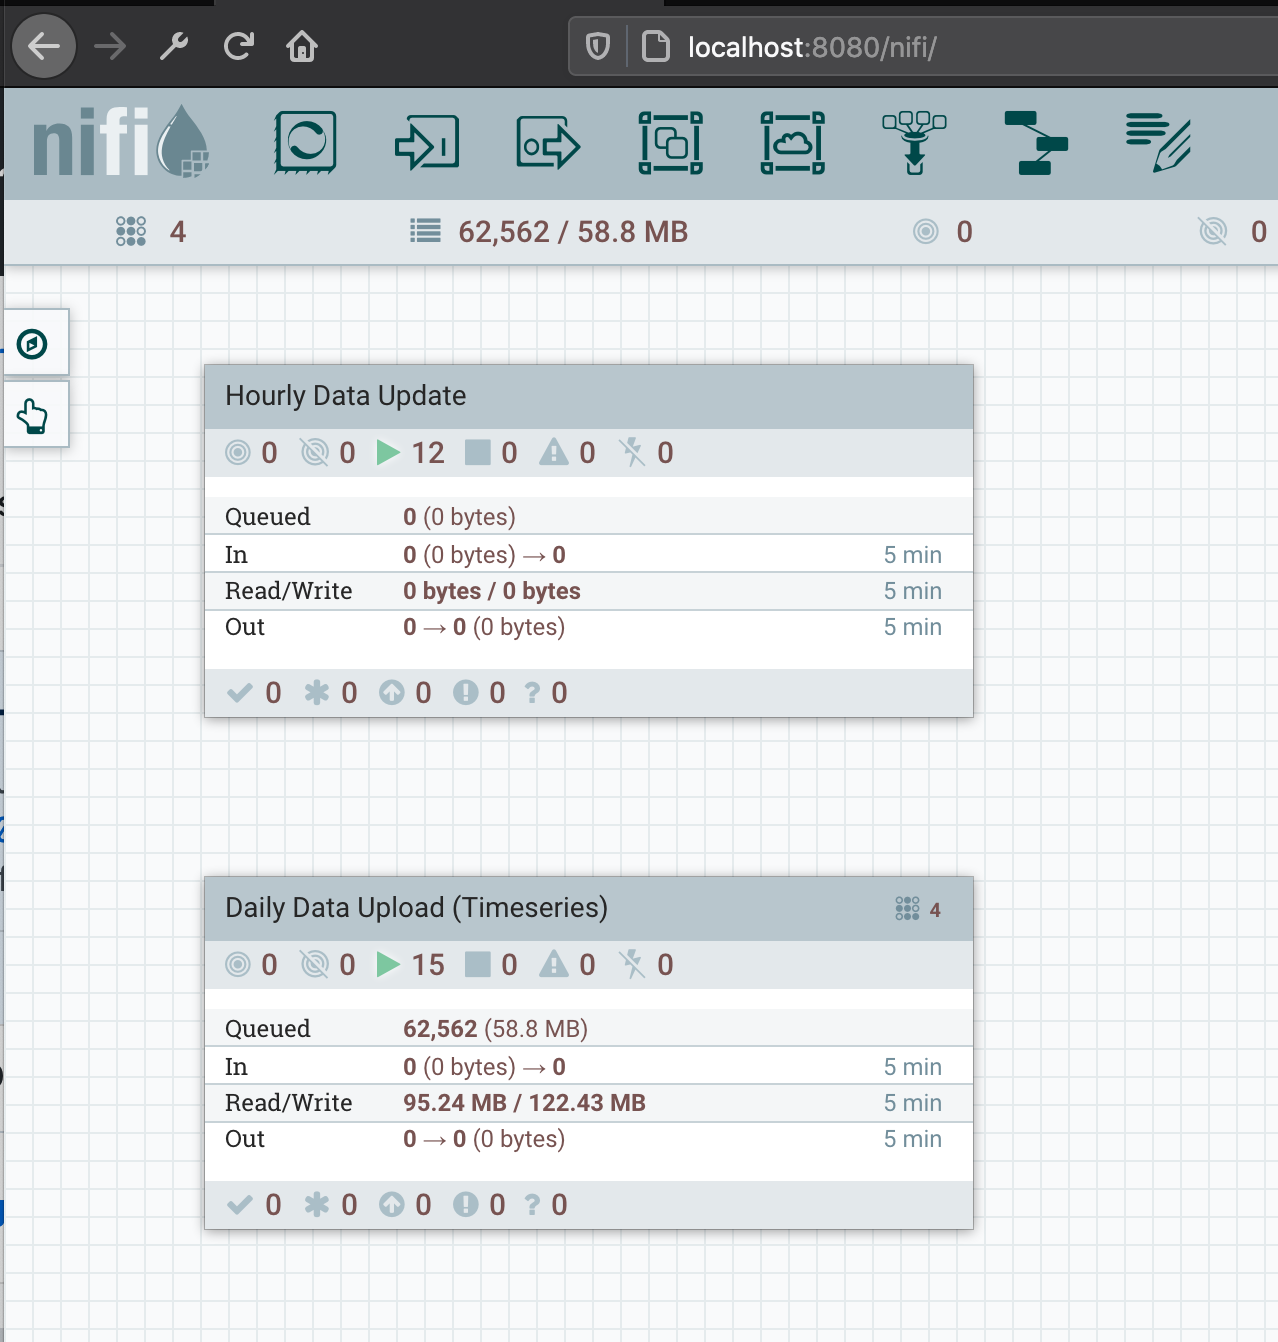 localhost:8080/nifi/
nifi
4 62,562 / 58.8 MB 0 0
Hourly Data Update
0 0 12 0 0 0
Queued 0 (0 bytes)
In 0 (0 bytes) → 0 5 min
Read/Write 0 bytes / 0 bytes 5 min
Out 0 → 0 (0 bytes) 5 min
0 0 0 0 ? 0
Daily Data Upload (Timeseries) 4
0 0 15 0 0 0
Queued 62,562 (58.8 MB)
In 0 (0 bytes) → 0 5 min
Read/Write 95.24 MB / 122.43 MB 5 min
Out 0 → 0 (0 bytes) 5 min
0 0 0 0 ? 0